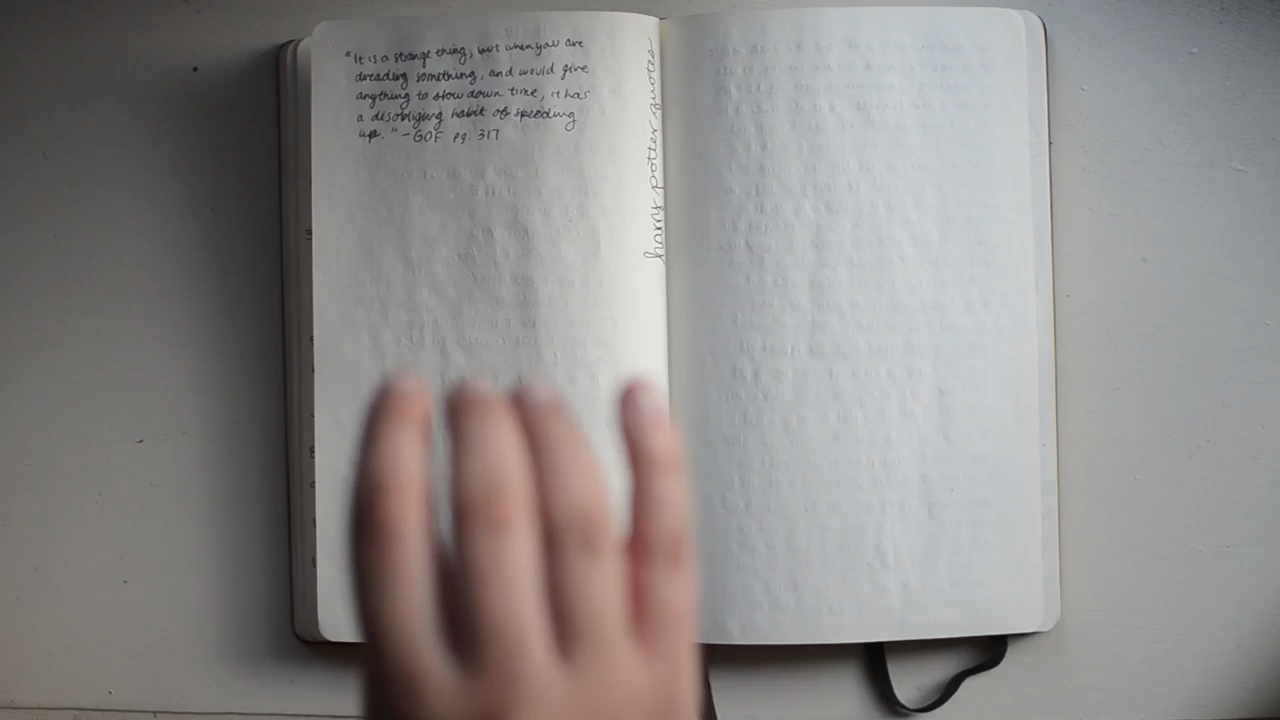 "It is a strange thing, but when you are
dreading something, and would give
anything to slow down time, it has
a disobliging habit of speeding
up." - GOF pg. 317
harry potter quotes